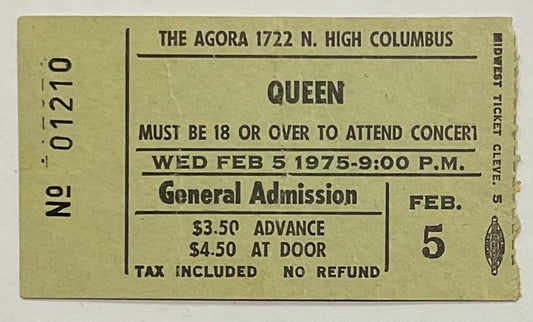 THE AGORA 1722 N. HIGH COLUMBUS
QUEEN
MUST BE 18 OR OVER TO ATTEND CONCERT
WED FEB 5 1975-9:00 P.M.
General Admission
$3.50 ADVANCE
$4.50 AT DOOR
TAX INCLUDED NO REFUND
FEB.
5
No 01210
MIDWEST TICKET CLEVE. 5